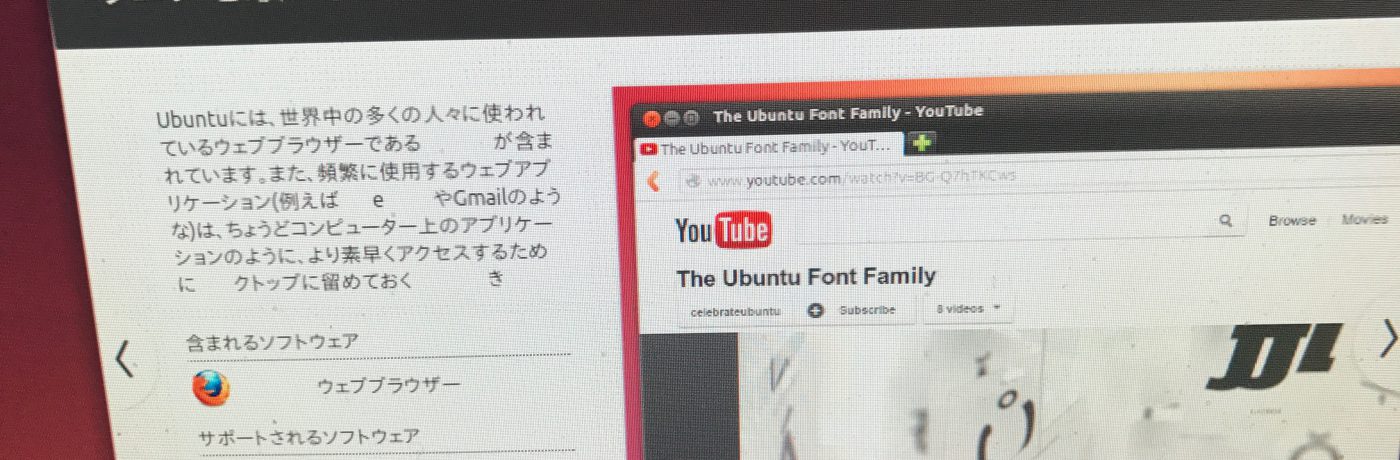 Ubuntuには、世界中の多くの人々に使われ
ているウェブブラウザーである が含ま
れています。また、頻繁に使用するウェブアプ
リケーション(例えば e やGmailのよう
な)は、ちょうどコンピューター上のアプリケー
ションのように、より素早くアクセスするため
に クトップに留めておく き
含まれるソフトウェア
ウェブブラウザー
サポートされるソフトウェア
The Ubuntu Font Family - YouTube
The Ubuntu Font Family - YouT...
www.youtube.com/watch?v=BG-Q7hTKCws
YouTube
Browse Movies
The Ubuntu Font Family
celebrateubuntu Subscribe 8 videos